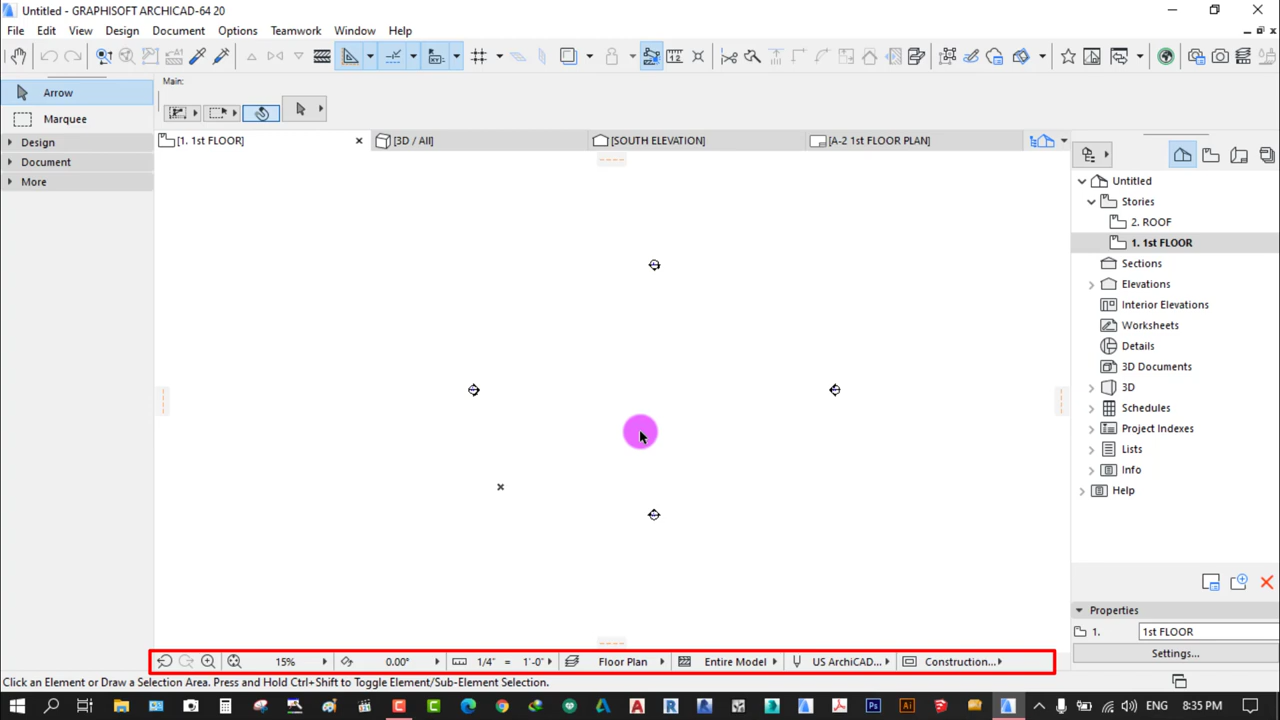 Untitled - GRAPHISOFT ARCHICAD-64 20
File Edit View Design Document Options Teamwork Window Help
Main:
Arrow
Marquee
Design
Document
More
[1. 1st FLOOR]
[3D / All]
[SOUTH ELEVATION]
[A-2 1st FLOOR PLAN]
Untitled
Stories
2. ROOF
1. 1st FLOOR
Sections
Elevations
Interior Elevations
Worksheets
Details
3D Documents
3D
Schedules
Project Indexes
Lists
Info
Help
Properties
1. 1st FLOOR
Settings...
15% 0.00° 1/4" = 1'-0" Floor Plan Entire Model US ArchiCAD... Construction...
Click an Element or Draw a Selection Area. Press and Hold Ctrl+Shift to Toggle Element/Sub-Element Selection.
ENG 8:35 PM